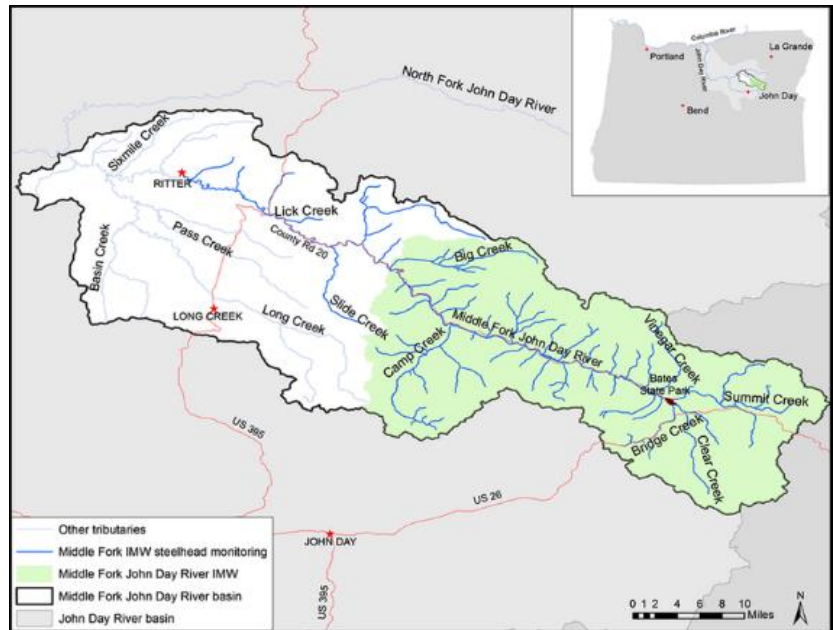 Columbia River
Portland
La Grande
John Day River
John Day
Bend
North Fork John Day River
Sixmile Creek
RITTER
Lick Creek
County Rd 20
Pass Creek
Big Creek
Basin Creek
LONG CREEK
Long Creek
Slide Creek
Camp Creek
Middle Fork John Day River
Vinegar Creek
Bates
State Park
Summit Creek
Bridge Creek
Clear Creek
US 395
US 26
JOHN DAY
US 395
Other tributaries
Middle Fork IMW steelhead monitoring
Middle Fork John Day River IMW
Middle Fork John Day River basin
John Day River basin
0 1 2 4 6 8 10
Miles
N